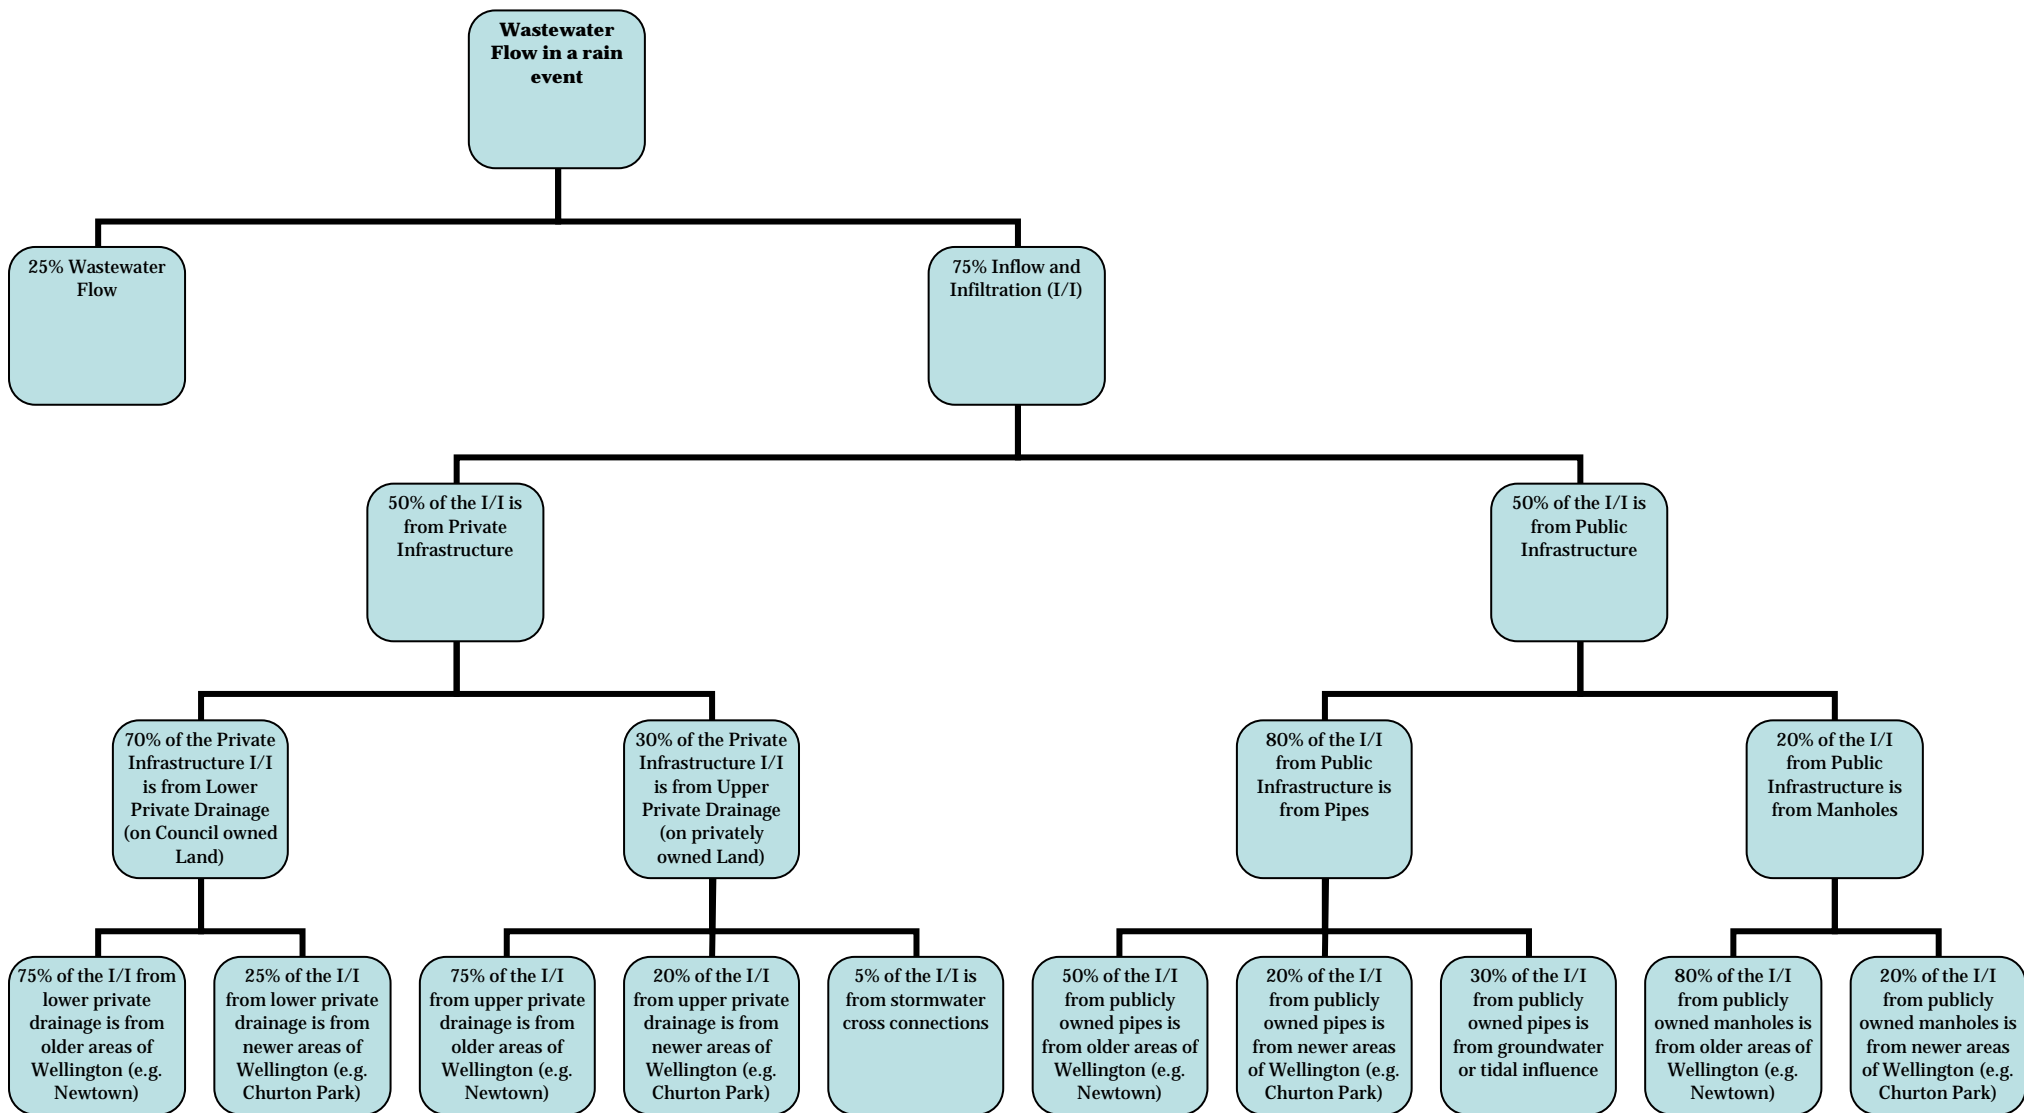 Wastewater
Flow in a rain
event
25% Wastewater
Flow
75% Inflow and
Infiltration (I/I)
50% of the I/I is
from Private
Infrastructure
50% of the I/I is
from Public
Infrastructure
70% of the Private
Infrastructure I/I
is from Lower
Private Drainage
(on Council owned
Land)
30% of the Private
Infrastructure I/I
is from Upper
Private Drainage
(on privately
owned Land)
80% of the I/I
from Public
Infrastructure is
from Pipes
20% of the I/I
from Public
Infrastructure is
from Manholes
75% of the I/I from
lower private
drainage is from
older areas of
Wellington (e.g.
Newtown)
25% of the I/I
from lower private
drainage is from
newer areas of
Wellington (e.g.
Churton Park)
75% of the I/I
from upper private
drainage is from
older areas of
Wellington (e.g.
Newtown)
20% of the I/I
from upper private
drainage is from
newer areas of
Wellington (e.g.
Churton Park)
5% of the I/I is
from stormwater
cross connections
50% of the I/I
from publicly
owned pipes is
from older areas of
Wellington (e.g.
Newtown)
20% of the I/I
from publicly
owned pipes is
from newer areas
of Wellington (e.g.
Churton Park)
30% of the I/I
from publicly
owned pipes is
from groundwater
or tidal influence
80% of the I/I
from publicly
owned manholes is
from older areas of
Wellington (e.g.
Newtown)
20% of the I/I
from publicly
owned manholes is
from newer areas
of Wellington (e.g.
Churton Park)